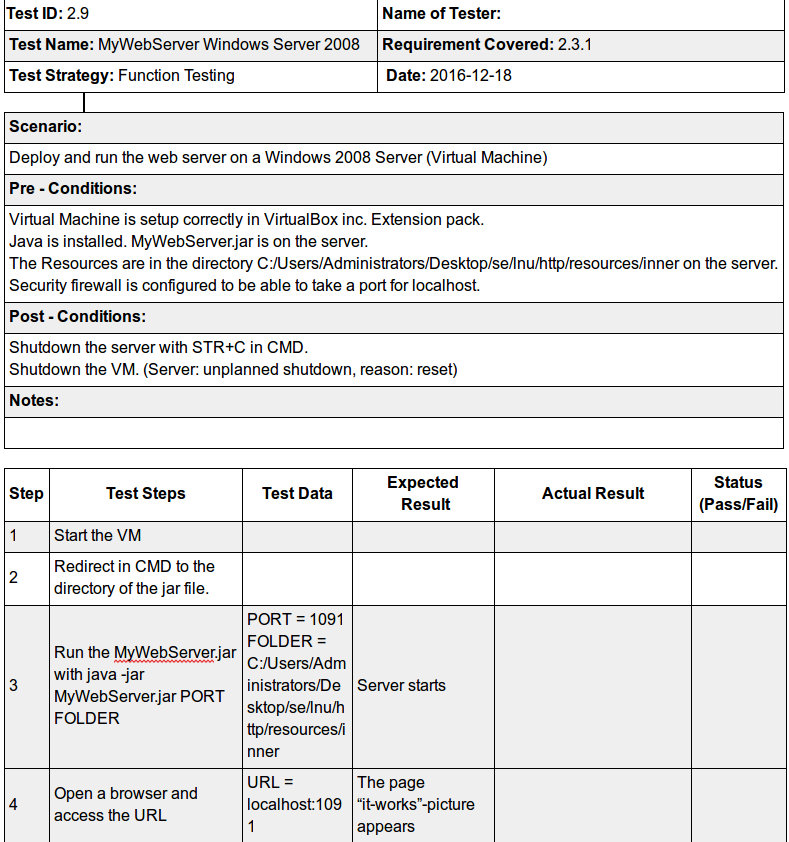 Test ID: 2.9
Name of Tester:
Test Name: MyWebServer Windows Server 2008
Requirement Covered: 2.3.1
Test Strategy: Function Testing
Date: 2016-12-18
Scenario:
Deploy and run the web server on a Windows 2008 Server (Virtual Machine)
Pre - Conditions:
Virtual Machine is setup correctly in VirtualBox inc. Extension pack.
Java is installed. MyWebServer.jar is on the server.
The Resources are in the directory C:/Users/Administrators/Desktop/se/lnu/http/resources/inner on the server.
Security firewall is configured to be able to take a port for localhost.
Post - Conditions:
Shutdown the server with STR+C in CMD.
Shutdown the VM. (Server: unplanned shutdown, reason: reset)
Notes:
Step
Test Steps
Test Data
Expected
Result
Actual Result
Status
(Pass/Fail)
1
Start the VM
2
Redirect in CMD to the
directory of the jar file.
3
Run the MyWebServer.jar
with java -jar
MyWebServer.jar PORT
FOLDER
PORT = 1091
FOLDER =
C:/Users/Adm
inistrators/De
sktop/se/lnu/h
ttp/resources/i
nner
Server starts
4
Open a browser and
access the URL
URL =
localhost:109
1
The page
“it-works”-picture
appears